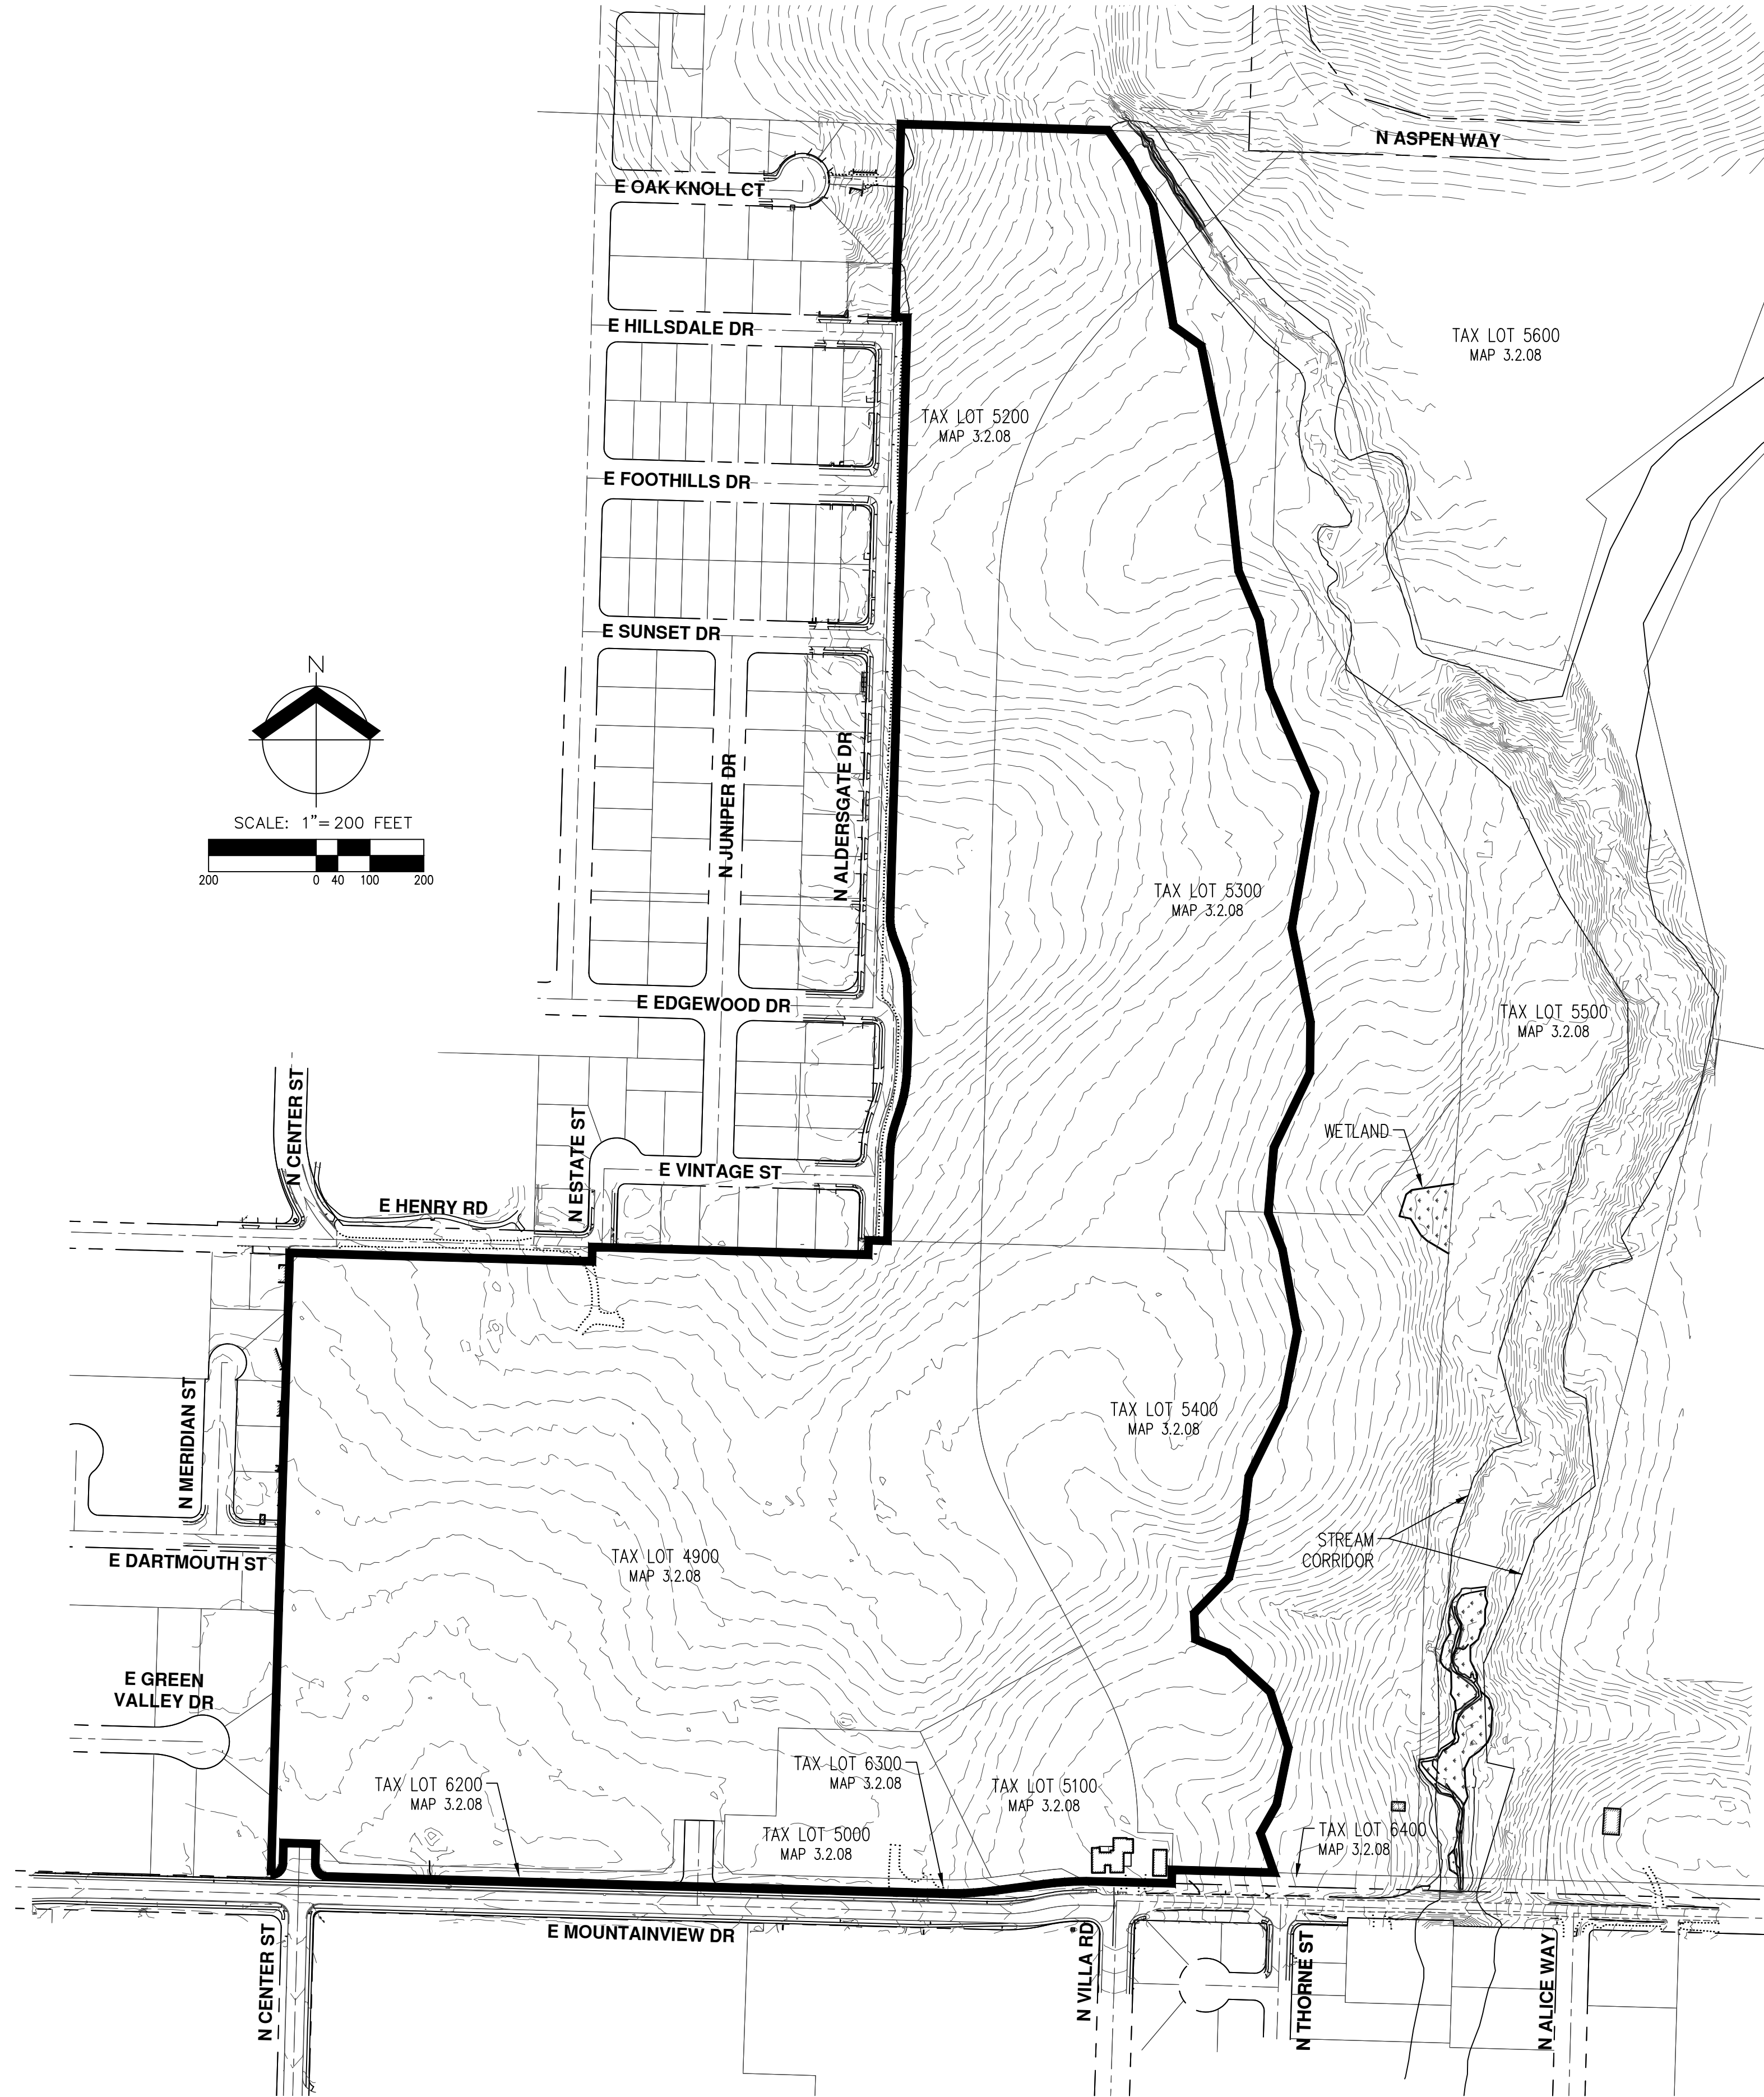 N ASPEN WAY
E OAK KNOLL CT
E HILLSDALE DR
TAX LOT 5600
MAP 3.2.08
TAX LOT 5200
MAP 3.2.08
E FOOTHILLS DR
E SUNSET DR
N
N JUNIPER DR
N ALDERSGATE DR
SCALE: 1"= 200 FEET
200 0 40 100 200
TAX LOT 5300
MAP 3.2.08
E EDGEWOOD DR
TAX LOT 5500
MAP 3.2.08
N CENTER ST
N ESTATE ST
WETLAND
E VINTAGE ST
E HENRY RD
N MERIDIAN ST
TAX LOT 5400
MAP 3.2.08
STREAM
CORRIDOR
E DARTMOUTH ST
TAX LOT 4900
MAP 3.2.08
E GREEN
VALLEY DR
TAX LOT 6200
MAP 3.2.08
TAX LOT 6300
MAP 3.2.08
TAX LOT 5100
MAP 3.2.08
TAX LOT 5000
MAP 3.2.08
TAX LOT 6400
MAP 3.2.08
E MOUNTAINVIEW DR
N CENTER ST
N VILLA RD
N THORNE ST
N ALICE WAY